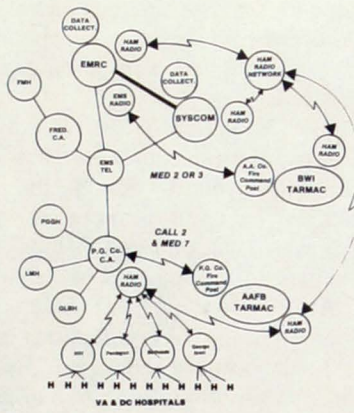 DATA
COLLECT.
HAM
RADIO
EMRC
HAM
RADIO
NETWORK
DATA
COLLECT.
FMH
EMS
RADIO
SYSCOM
HAM
RADIO
FRED.
C.A.
HAM
RADIO
EMS
TEL
MED 2 OR 3
A.A. Co.
Fire
Command
Post
BWI
TARMAC
PGGH
CALL 2
& MED 7
P.G. Co.
C.A.
LMH
HAM
RADIO
P.G. Co.
Fire
Command
Post
GLBH
AAFB
TARMAC
HAM
RADIO
George
town
H H H H H H H H H H H H
VA & DC HOSPITALS